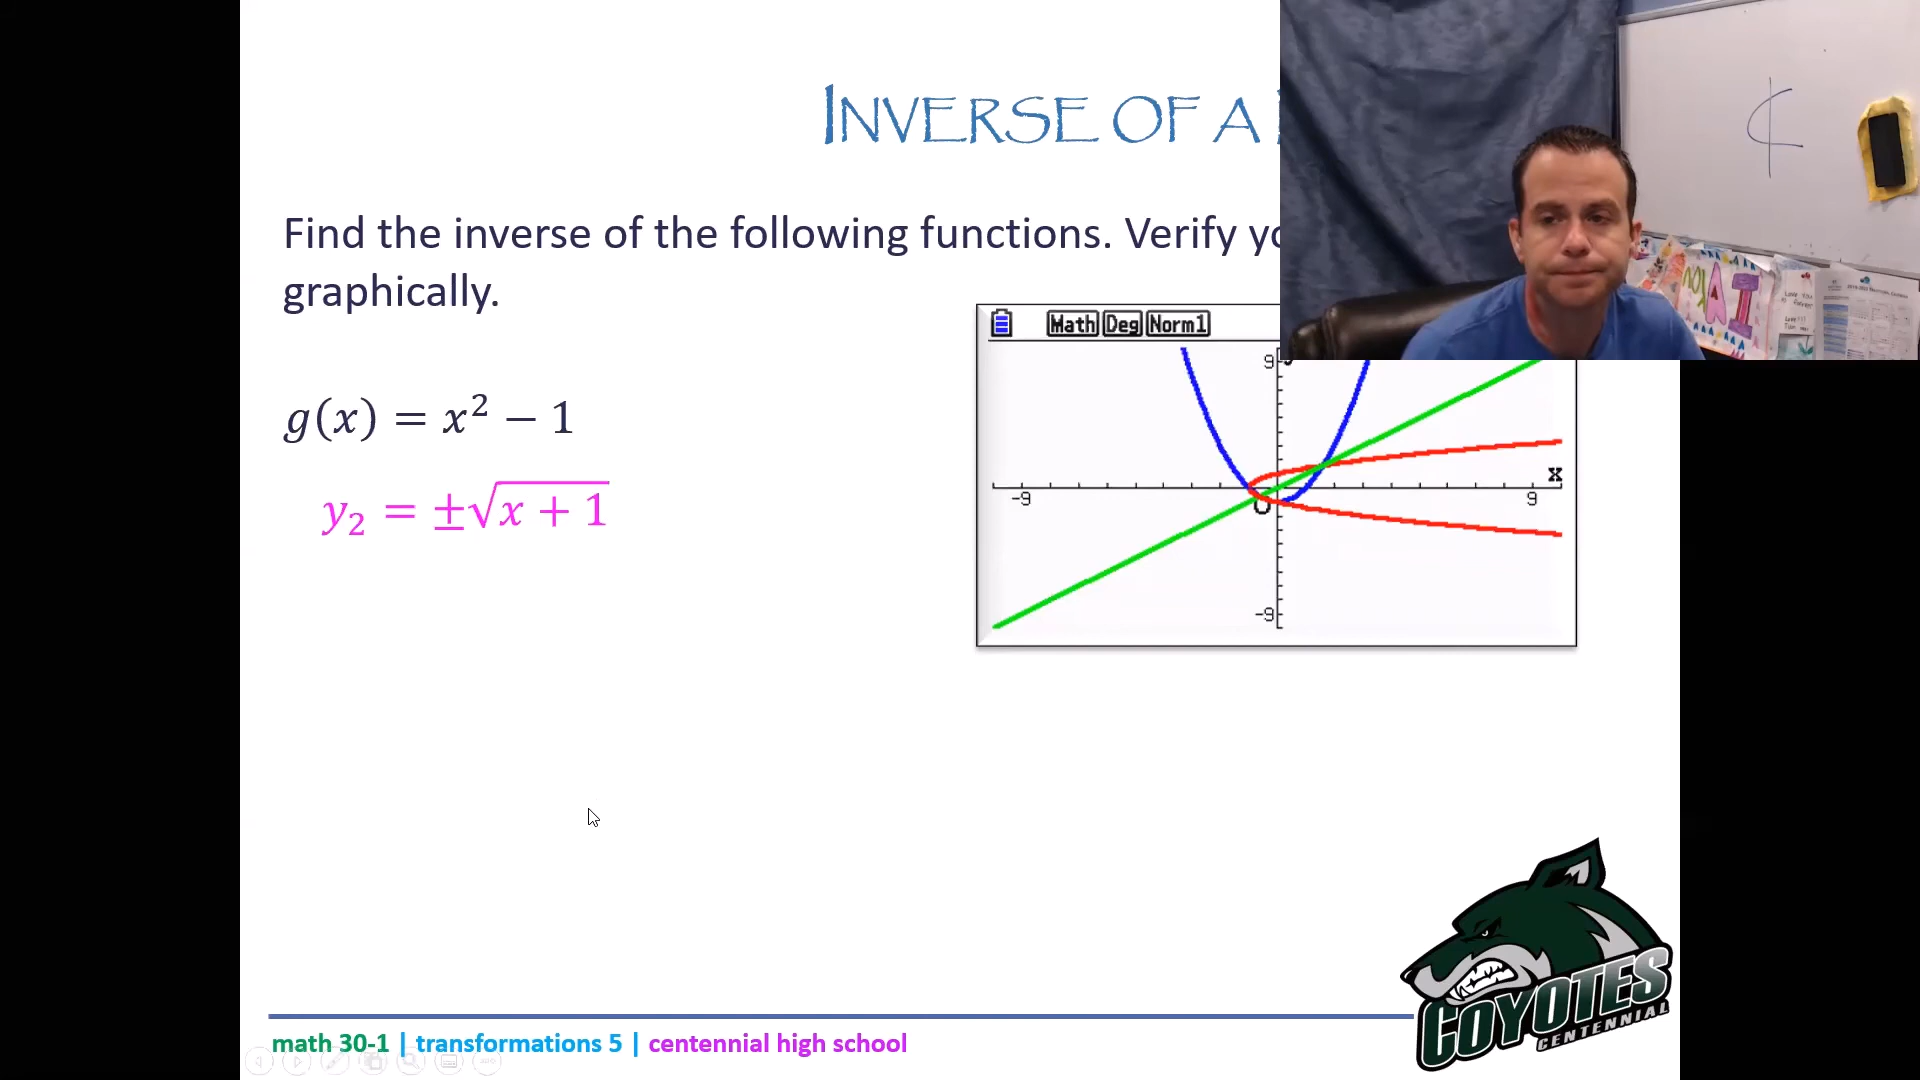 INVERSE OF A
Find the inverse of the following functions. Verify yo
graphically.
Math Deg Norm1
g(x) = x² − 1
y₂ = ±√x + 1
9
-9
O
x
9
-9
math 30-1 | transformations 5 | centennial high school
COYOTES
CENTENNIAL